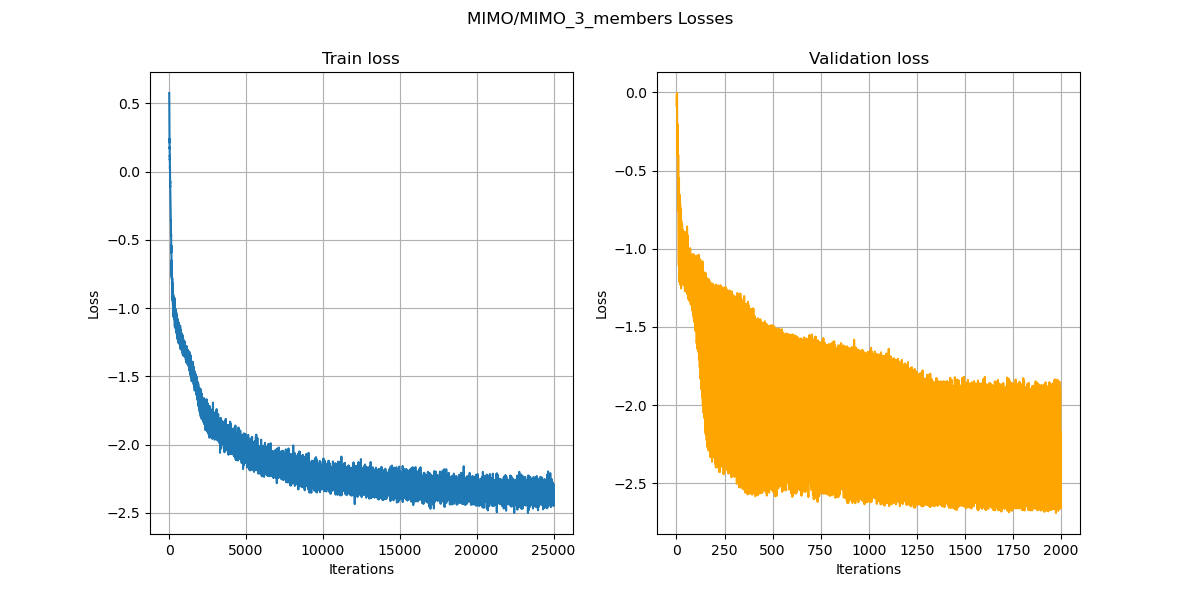 MIMO/MIMO_3_members Losses
Train loss
0.5
0.0
−0.5
−1.0
−1.5
−2.0
−2.5
Loss
0 5000 10000 15000 20000 25000
Iterations
Validation loss
0.0
−0.5
−1.0
−1.5
−2.0
−2.5
Loss
0 250 500 750 1000 1250 1500 1750 2000
Iterations